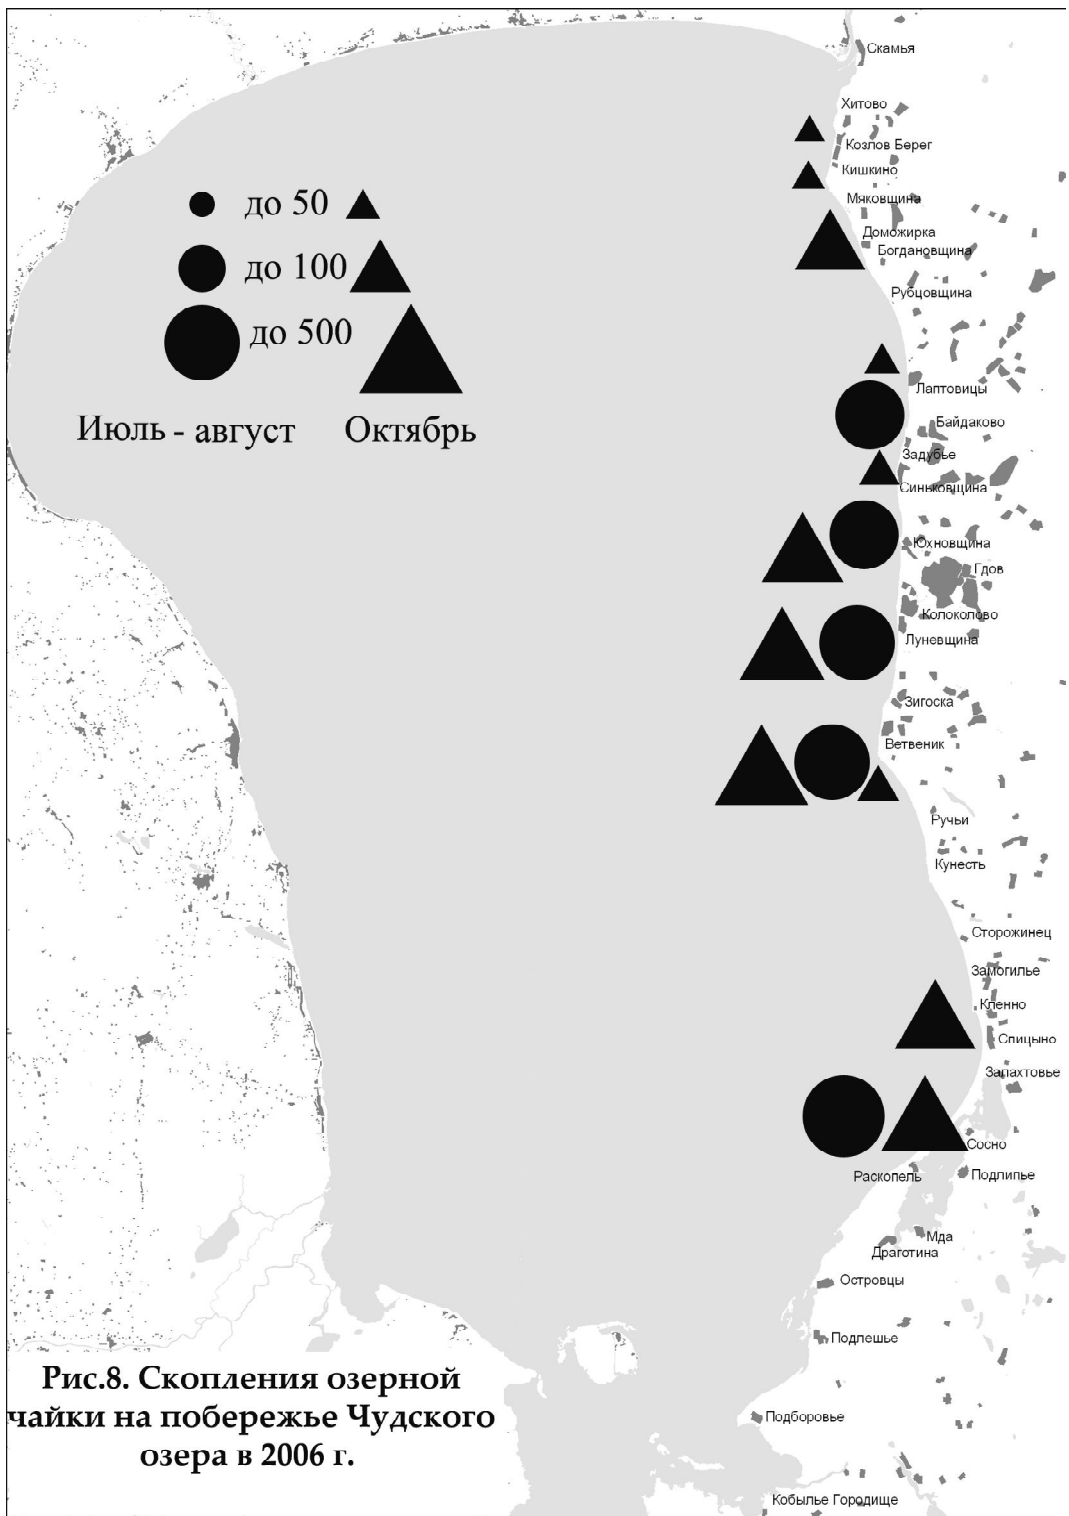 Скамья
Хитово
Козлов Берег
Кишкино
Мяковщина
Доможирка
Богдановщина
Рубцовщина
до 50
до 100
до 500
Июль - август
Октябрь
Лаптовицы
Байдаково
Задубье
Синьковщина
Юхновщина
Гдов
Колоколово
Луневщина
Зигоска
Ветвеник
Ручьи
Кунесть
Сторожинец
Замогилье
Кленно
Спицыно
Запахтовье
Сосно
Раскопель
Подлипье
Мда
Драготина
Островцы
Подлешье
Подборовье
Кобылье Городище
Рис.8. Скопления озерной
чайки на побережье Чудского
озера в 2006 г.